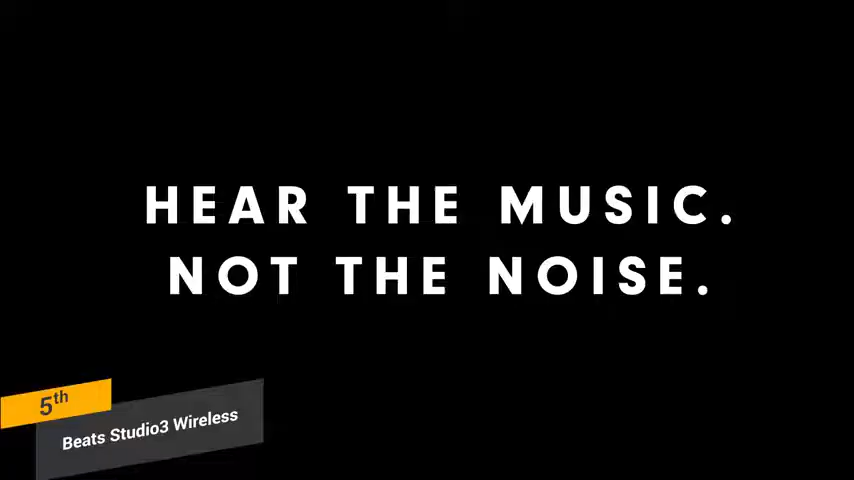 HEAR THE MUSIC.
NOT THE NOISE.
5th
Beats Studio3 Wireless